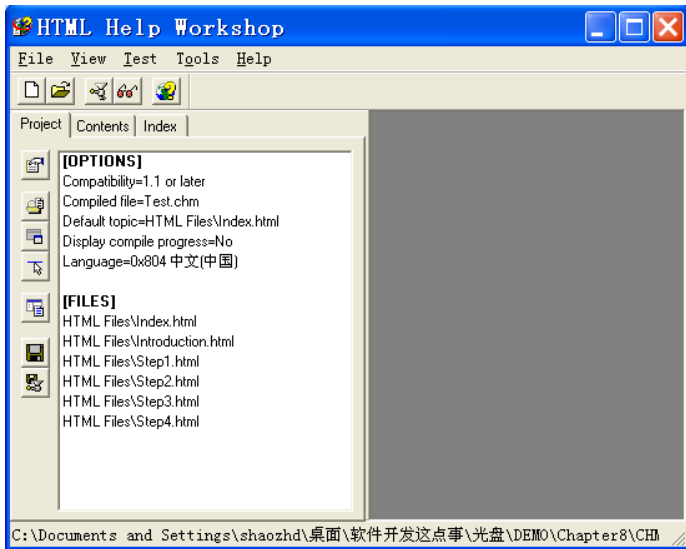 HTML Help Workshop
File View Test Tools Help
Project Contents Index
[OPTIONS]
Compatibility=1.1 or later
Compiled file=Test.chm
Default topic=HTML Files\Index.html
Display compile progress=No
Language=0x804 中文(中国)
[FILES]
HTML Files\Index.html
HTML Files\Introduction.html
HTML Files\Step1.html
HTML Files\Step2.html
HTML Files\Step3.html
HTML Files\Step4.html
C:\Documents and Settings\shaozhd\桌面\软件开发这点事\光盘\DEMO\Chapter8\CHM